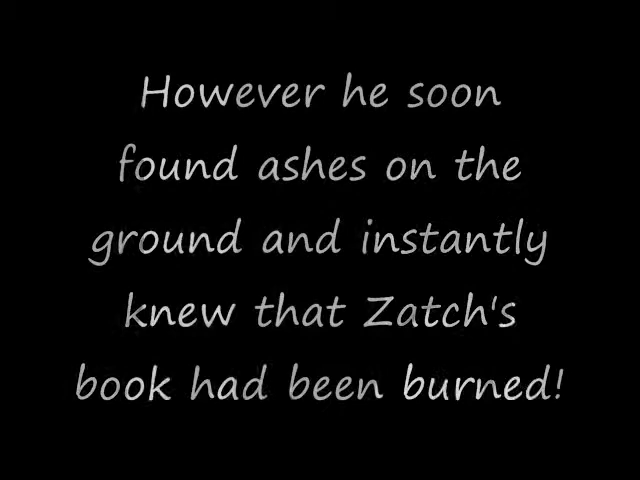 However he soon
found ashes on the
ground and instantly
knew that Zatch's
book had been burned!